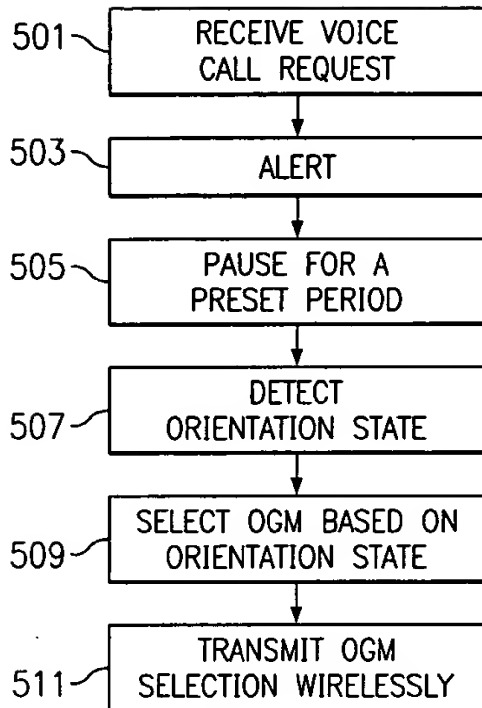 501
RECEIVE VOICE
CALL REQUEST
503
ALERT
505
PAUSE FOR A
PRESET PERIOD
507
DETECT
ORIENTATION STATE
509
SELECT OGM BASED ON
ORIENTATION STATE
511
TRANSMIT OGM
SELECTION WIRELESSLY